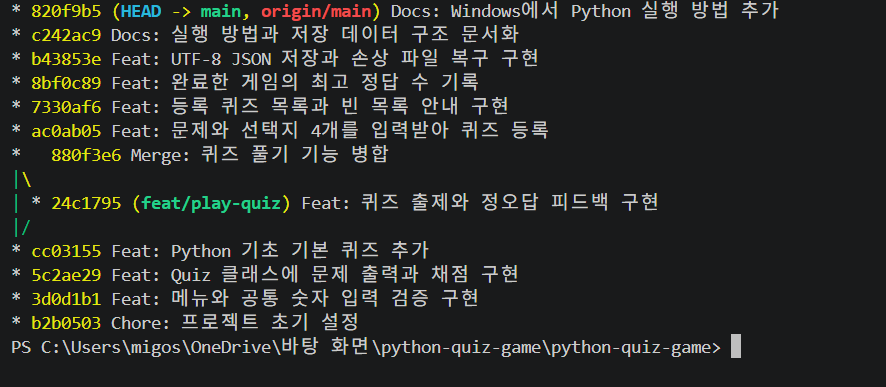 * 820f9b5 (HEAD -> main, origin/main) Docs: Windows에서 Python 실행 방법 추가
* c242ac9 Docs: 실행 방법과 저장 데이터 구조 문서화
* b43853e Feat: UTF-8 JSON 저장과 손상 파일 복구 구현
* 8bf0c89 Feat: 완료한 게임의 최고 정답 수 기록
* 7330af6 Feat: 등록 퀴즈 목록과 빈 목록 안내 구현
* ac0ab05 Feat: 문제와 선택지 4개를 입력받아 퀴즈 등록
*   880f3e6 Merge: 퀴즈 풀기 기능 병합
|\
| * 24c1795 (feat/play-quiz) Feat: 퀴즈 출제와 정오답 피드백 구현
|/
* cc03155 Feat: Python 기초 기본 퀴즈 추가
* 5c2ae29 Feat: Quiz 클래스에 문제 출력과 채점 구현
* 3d0d1b1 Feat: 메뉴와 공통 숫자 입력 검증 구현
* b2b0503 Chore: 프로젝트 초기 설정
PS C:\Users\migos\OneDrive\바탕 화면\python-quiz-game\python-quiz-game>